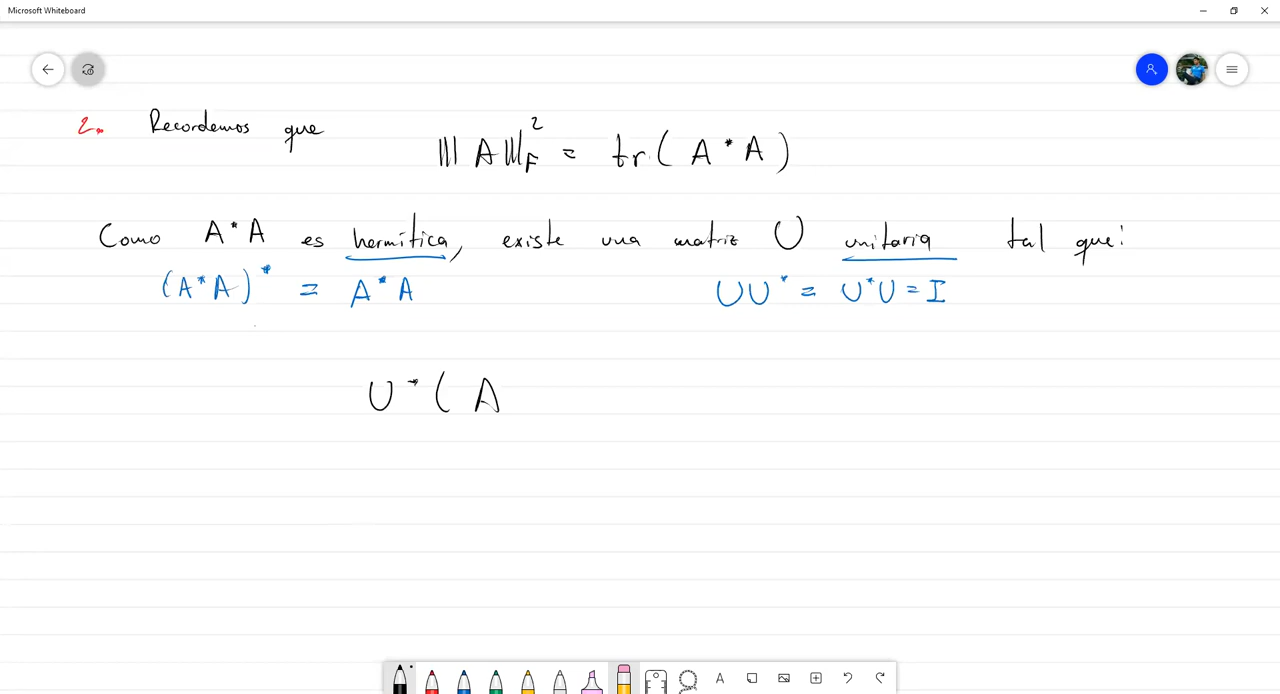 Microsoft Whiteboard
2. Recordemos que
|||A|||_F^2 = tr(A*A)
Como A*A es hermítica, existe una matriz U unitaria tal que:
(A*A)* = A*A UU* = U*U = I
U*(A
A